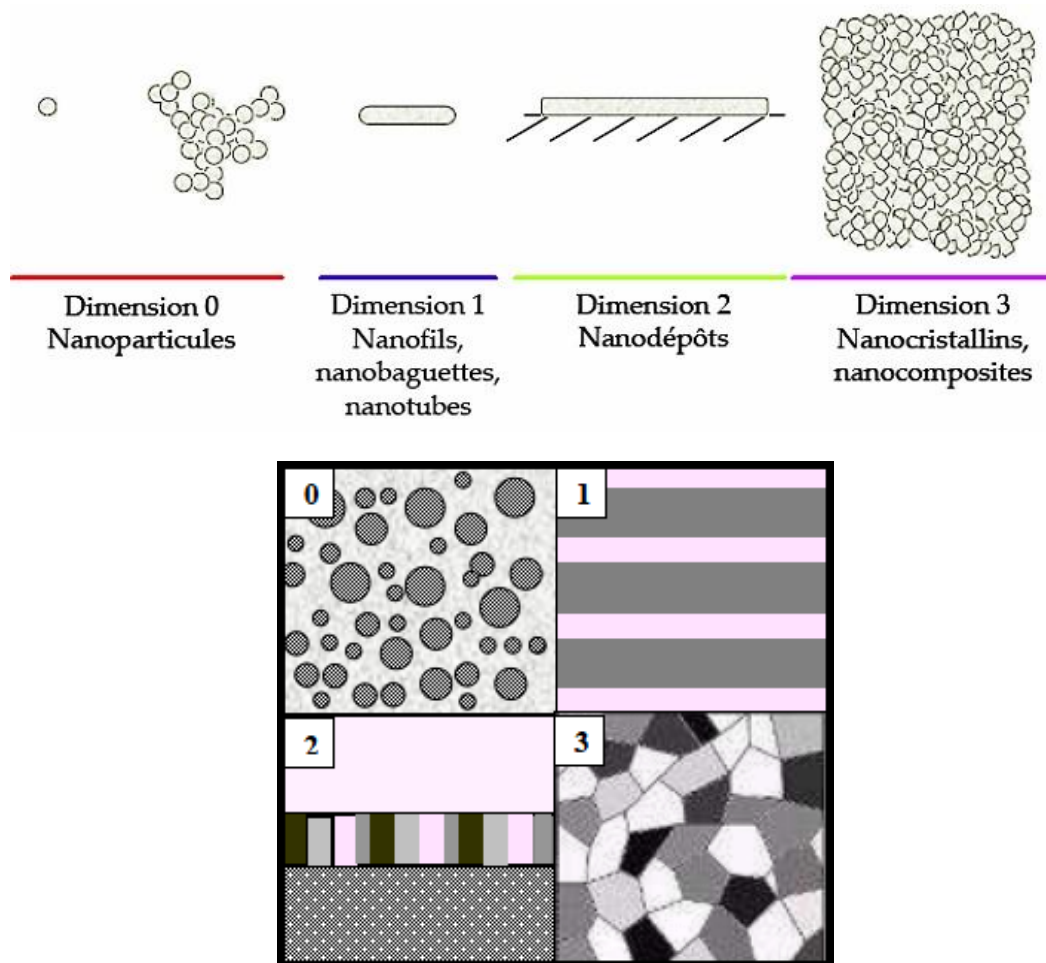 Dimension 0
Nanoparticules
Dimension 1
Nanofils,
nanobaguettes,
nanotubes
Dimension 2
Nanodépôts
Dimension 3
Nanocristallins,
nanocomposites
0
1
2
3